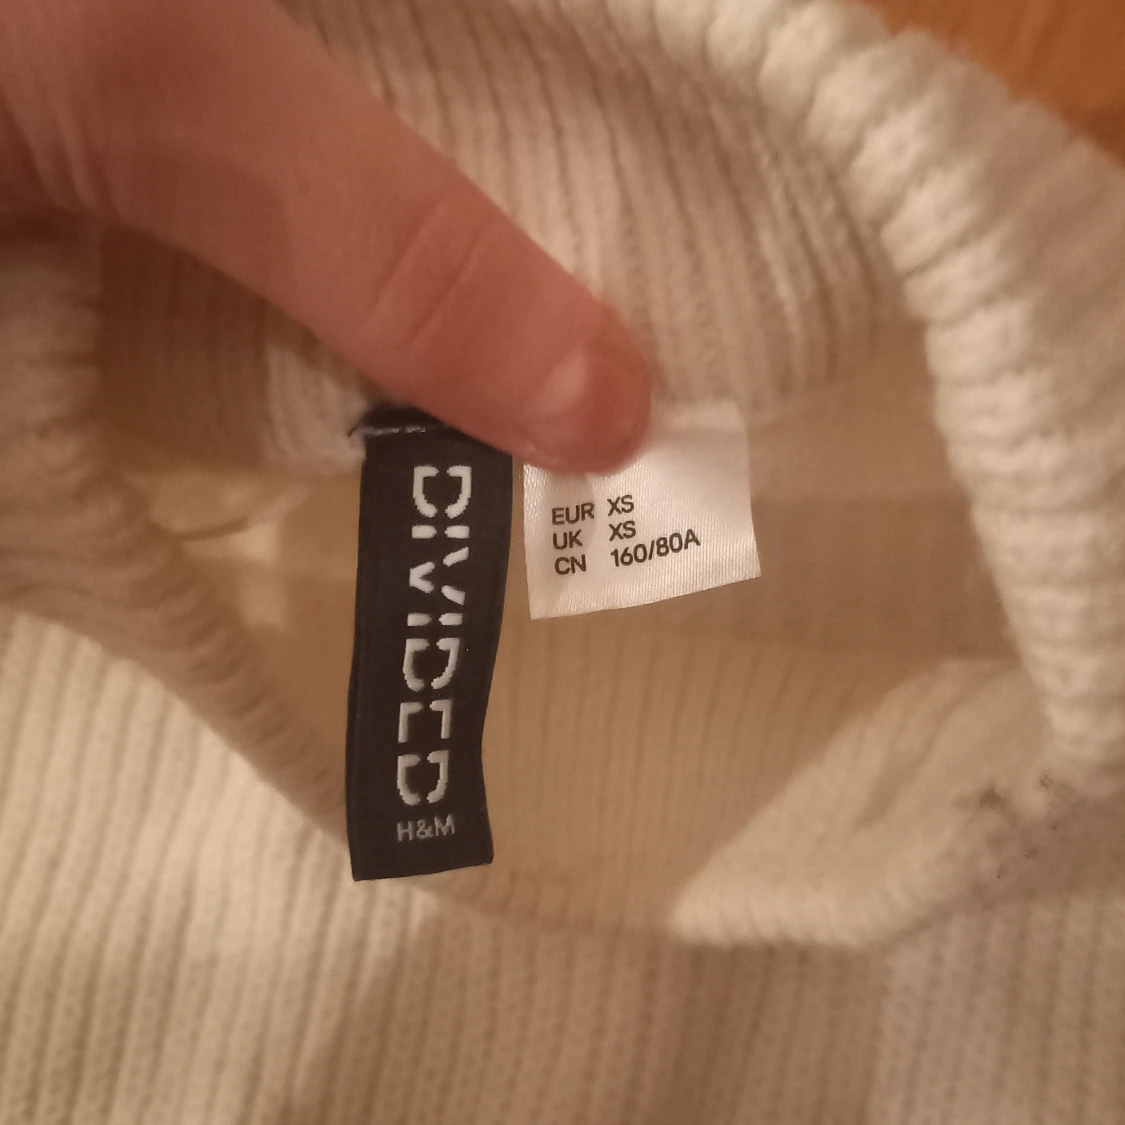 DIVIDED
H&M
EUR XS
UK XS
CN 160/80A